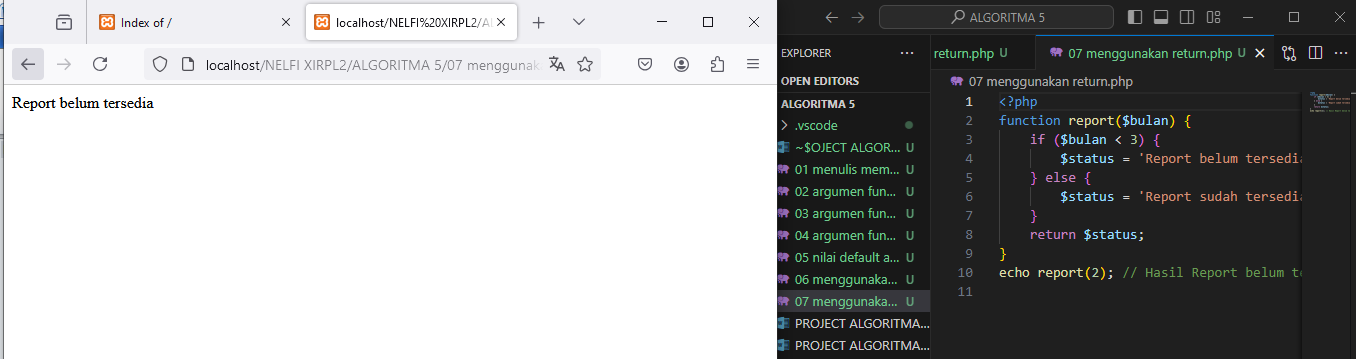 Index of /
localhost/NELFI%20XIRPL2/Al
localhost/NELFI XIRPL2/ALGORITMA 5/07 menggunak
Report belum tersedia
ALGORITMA 5
EXPLORER
OPEN EDITORS
ALGORITMA 5
.vscode
~$OJECT ALGOR... U
01 menulis mem... U
02 argumen fun... U
03 argumen fun... U
04 argumen fun... U
05 nilai default a... U
06 menggunaka... U
07 menggunaka... U
PROJECT ALGORITMA...
PROJECT ALGORITMA...
return.php U
07 menggunakan return.php U
07 menggunakan return.php
1 <?php
2 function report($bulan) {
3 if ($bulan < 3) {
4 $status = 'Report belum tersedia
5 } else {
6 $status = 'Report sudah tersedia
7 }
8 return $status;
9 }
10 echo report(2); // Hasil Report belum te
11